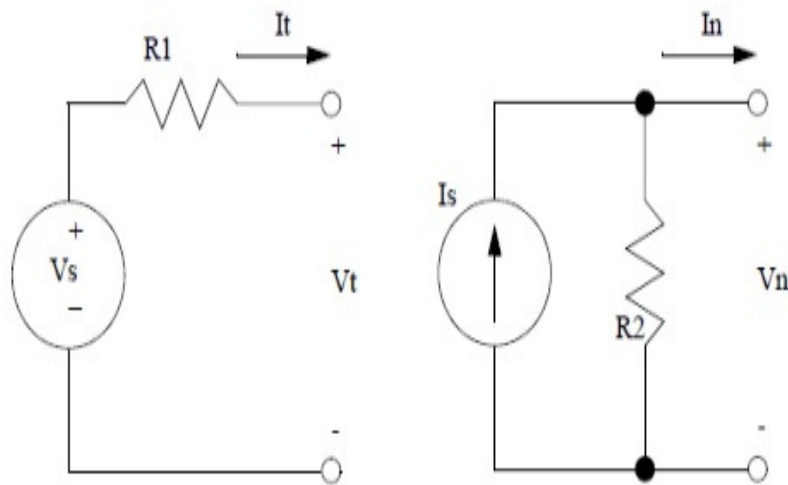 It
R1
+
+
Vs
−
Vt
-
In
+
Is
Vn
R2
-